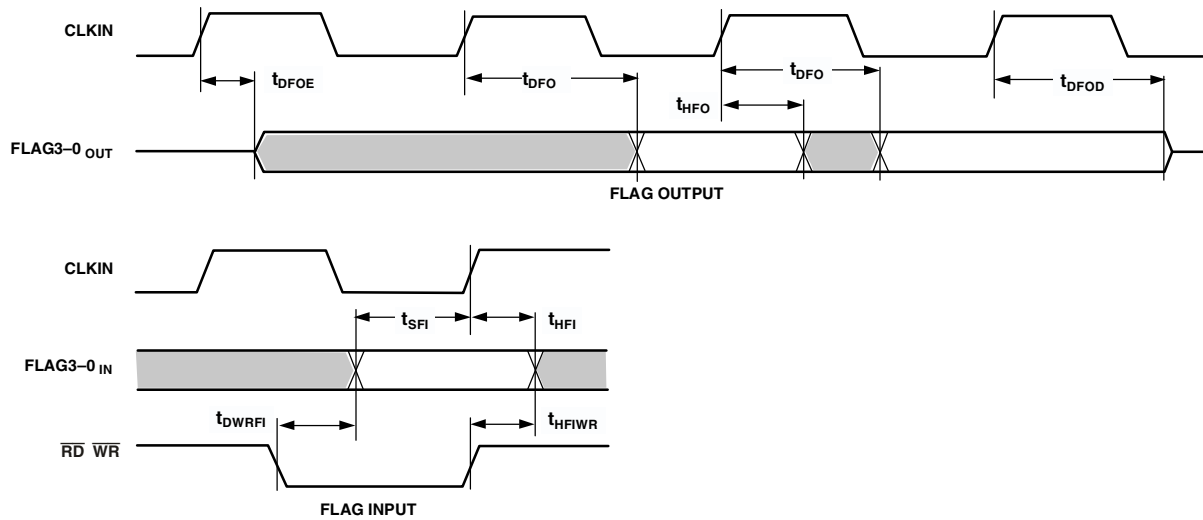 CLKIN
tDFOE
tDFO
tDFO
tHFO
tDFOD
FLAG3–0 OUT
FLAG OUTPUT
CLKIN
tSFI
tHFI
FLAG3–0 IN
tDWRFI
tHFIWR
RD WR
FLAG INPUT